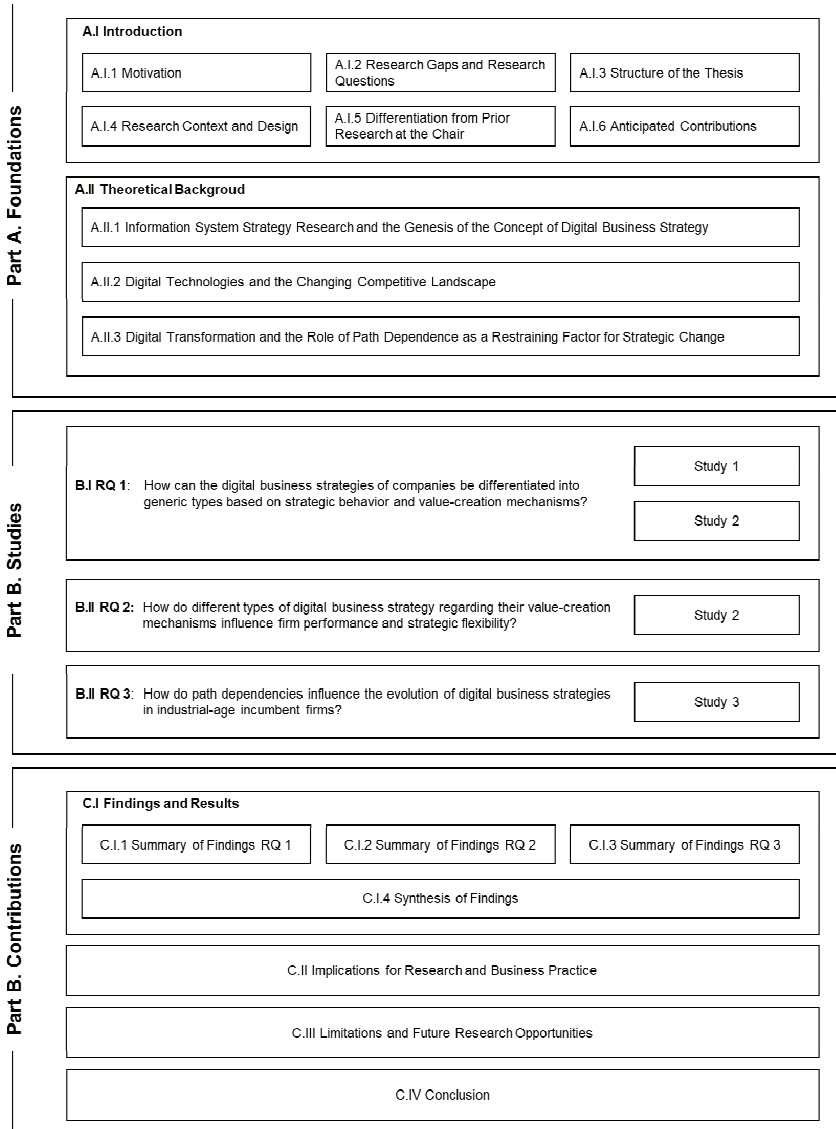 Part A. Foundations
A.I Introduction
A.I.1 Motivation
A.I.2 Research Gaps and Research
Questions
A.I.3 Structure of the Thesis
A.I.4 Research Context and Design
A.I.5 Differentiation from Prior
Research at the Chair
A.I.6 Anticipated Contributions
A.II Theoretical Backgroud
A.II.1 Information System Strategy Research and the Genesis of the Concept of Digital Business Strategy
A.II.2 Digital Technologies and the Changing Competitive Landscape
A.II.3 Digital Transformation and the Role of Path Dependence as a Restraining Factor for Strategic Change
Part B. Studies
B.I RQ 1: How can the digital business strategies of companies be differentiated into
generic types based on strategic behavior and value-creation mechanisms?
Study 1
Study 2
B.II RQ 2: How do different types of digital business strategy regarding their value-creation
mechanisms influence firm performance and strategic flexibility?
Study 2
B.II RQ 3: How do path dependencies influence the evolution of digital business strategies
in industrial-age incumbent firms?
Study 3
Part B. Contributions
C.I Findings and Results
C.I.1 Summary of Findings RQ 1
C.I.2 Summary of Findings RQ 2
C.I.3 Summary of Findings RQ 3
C.I.4 Synthesis of Findings
C.II Implications for Research and Business Practice
C.III Limitations and Future Research Opportunities
C.IV Conclusion